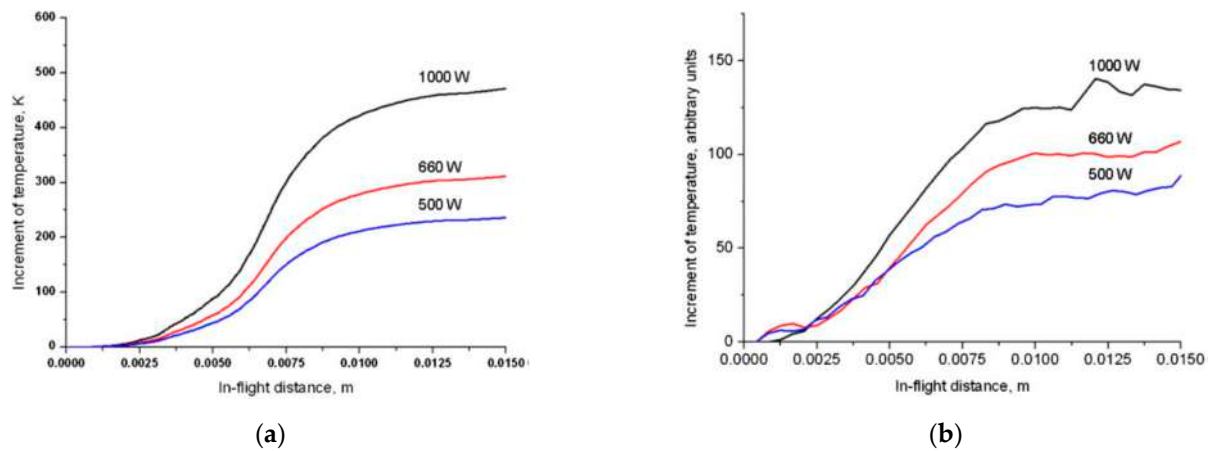 600
500
400
300
200
100
0
0.0000
0.0025
0.0050
0.0075
0.0100
0.0125
0.0150
Increment of temperature, K
In-flight distance, m
1000 W
660 W
500 W
(a)
150
100
50
0
0.0000
0.0025
0.0050
0.0075
0.0100
0.0125
0.0150
Increment of temperature, arbitrary units
In-flight distance, m
1000 W
660 W
500 W
(b)